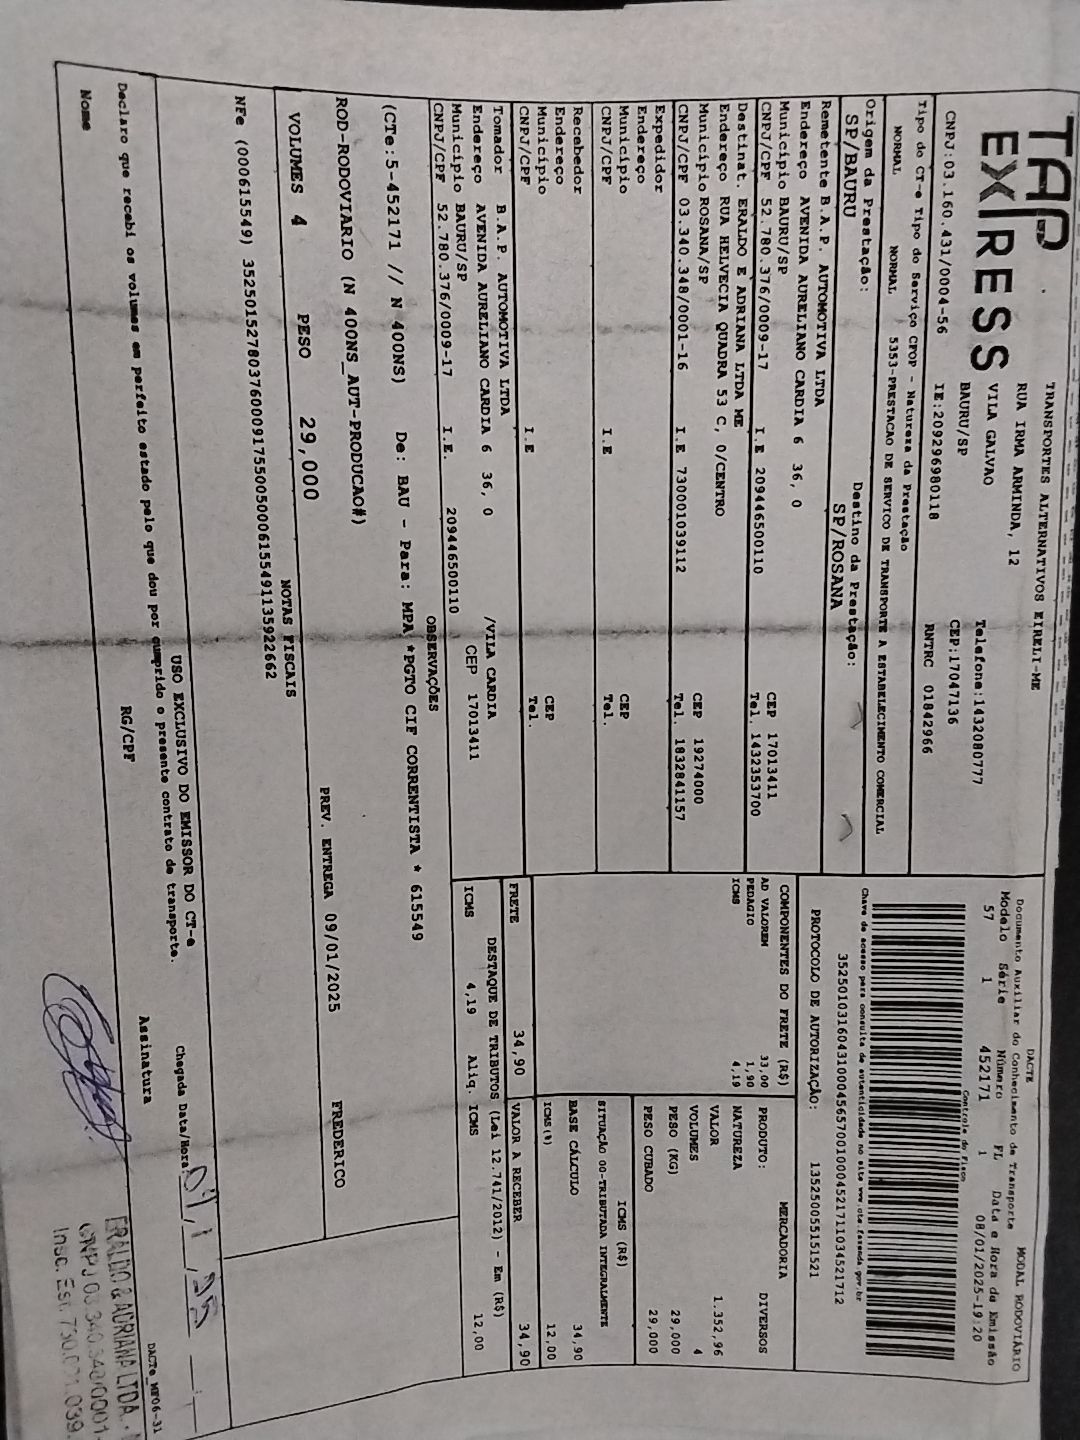 TAP
EXPRESS
TRANSPORTES ALTERNATIVOS EIRELI-ME
RUA IRMA ARMINDA, 12
VILA GALVAO
BAURU/SP
Telefone:1432080777
CEP:17047136
CNPJ:03.160.431/0004-56 IE:209296980118 RNTRC 01842966
Tipo do CT-e Tipo do Serviço CFOP - Natureza da Prestação
NORMAL NORMAL 5353-PRESTACAO DE SERVICO DE TRANSPORTE A ESTABELECIMENTO COMERCIAL
Origem da Prestação: Destino da Prestação:
SP/BAURU SP/ROSANA
Remetente B.A.P. AUTOMOTIVA LTDA
Endereço AVENIDA AURELIANO CARDIA 6 36, 0
Município BAURU/SP CEP 17013411
CNPJ/CPF 52.780.376/0009-17 I.E 209446500110 Tel. 1432353700
Destinat. ERALDO E ADRIANA LTDA ME
Endereço RUA HELVECIA QUADRA 53 C, 0/CENTRO
Município ROSANA/SP CEP 19274000
CNPJ/CPF 03.340.348/0001-16 I.E 730001039112 Tel. 1832841157
Expedidor
Endereço
Município CEP
CNPJ/CPF I.E Tel.
Recebedor
Endereço
Município CEP
CNPJ/CPF I.E Tel.
Tomador B.A.P. AUTOMOTIVA LTDA
Endereço AVENIDA AURELIANO CARDIA 6 36, 0 /VILA CARDIA
Município BAURU/SP CEP 17013411
CNPJ/CPF 52.780.376/0009-17 I.E. 209446500110
DACTE
Documento Auxiliar do Conhecimento de Transporte MODAL RODOVIÁRIO
Modelo Série Número FL Data e Hora da Emissão
57 1 452171 1 08/01/2025-19:20
Controle do Fisco
Chave de acesso para consulta de autenticidade no site www.cte.fazenda.gov.br
35250103160431000456570010004521711034521712
PROTOCOLO DE AUTORIZAÇÃO: 135250055151521
COMPONENTES DO FRETE (R$)
AD VALOREM 33,00
PEDAGIO 1,90
ICMS 4,19
FRETE 34,90
PRODUTO: MERCADORIA
NATUREZA DIVERSOS
VALOR 1.352,96
VOLUMES 4
PESO (KG) 29,000
PESO CUBADO 29,000
ICMS (R$)
SITUAÇÃO 00-TRIBUTADA INTEGRALMENTE
BASE CÁLCULO 34,90
ICMS(%) 12,00
VALOR A RECEBER 34,90
DESTAQUE DE TRIBUTOS (Lei 12.741/2012) - Em (R$)
ICMS 4,19 Aliq. ICMS 12,00
OBSERVAÇÕES
(CTe:5-452171 // N 400NS) De: BAU - Para: MPA *PGTO CIF CORRENTISTA * 615549
ROD-RODOVIARIO (N 400NS_AUT-PRODUCAO#)
VOLUMES 4 PESO 29,000 PREV. ENTREGA 09/01/2025 FREDERICO
NOTAS FISCAIS
NFe (000615549) 35250152780376000917550050006155491135922662
USO EXCLUSIVO DO EMISSOR DO CT-e
Declaro que recebi os volumes em perfeito estado pelo que dou por cumprido o presente contrato de transporte.
Chegada Data/Hora:
Nome RG/CPF Assinatura
DACTe_MF06-31
ERALDO & ADRIANA LTDA.
CNPJ 03.340.348/0001-
Insc. Est. 730.001.039.